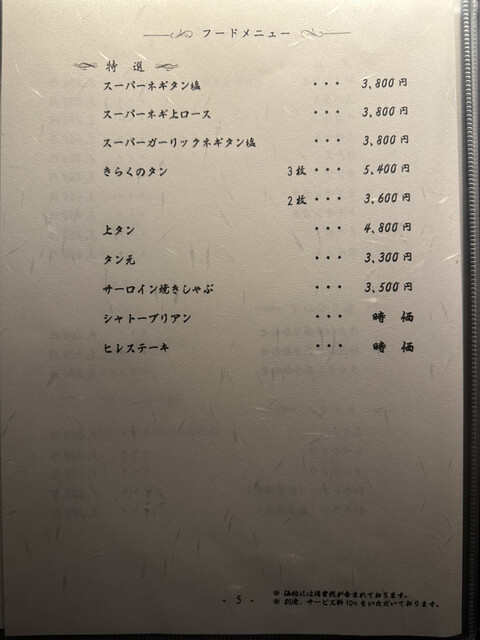 フードメニュー
特 選
スーパーネギタン塩 ・・・ 3,800円
スーパーネギ上ロース ・・・ 3,800円
スーパーガーリックネギタン塩 ・・・ 3,800円
きらくのタン 3枚・・・ 5,400円
2枚・・・ 3,600円
上タン ・・・ 4,800円
タン元 ・・・ 3,300円
サーロイン焼きしゃぶ ・・・ 3,500円
シャトーブリアン ・・・ 時 価
ヒレステーキ ・・・ 時 価
※ 価格には消費税が含まれております。
※ 別途、サービス料10%をいただいております。
- 5 -